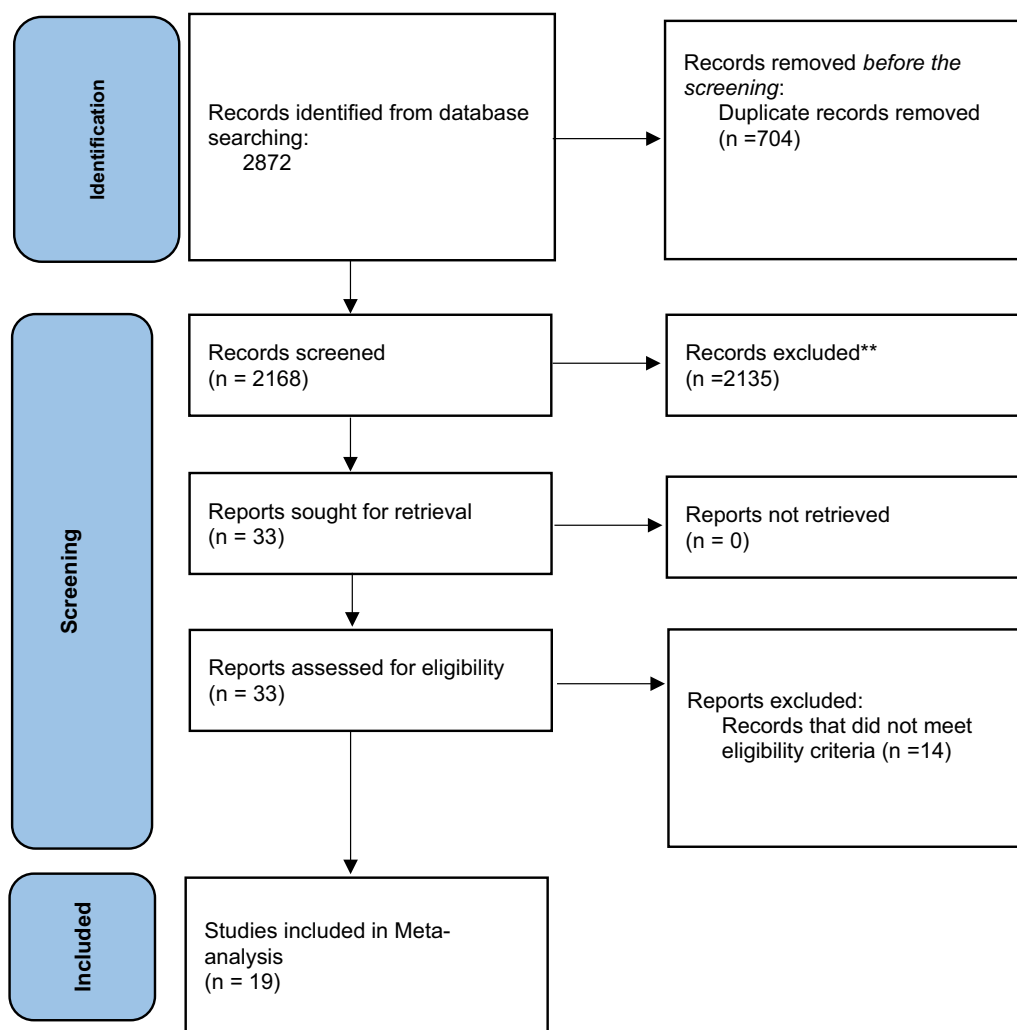 Identification
Records identified from database
searching:
2872
Records removed before the
screening:
Duplicate records removed
(n =704)
Screening
Records screened
(n = 2168)
Records excluded**
(n =2135)
Reports sought for retrieval
(n = 33)
Reports not retrieved
(n = 0)
Reports assessed for eligibility
(n = 33)
Reports excluded:
Records that did not meet
eligibility criteria (n =14)
Included
Studies included in Meta-
analysis
(n = 19)